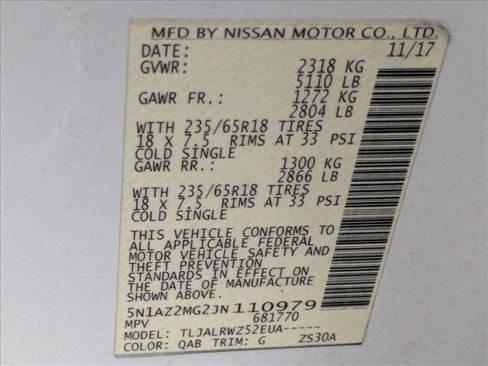 MFD BY NISSAN MOTOR CO., LTD.
DATE: 11/17
GVWR: 2318 KG
5110 LB
GAWR FR.: 1272 KG
2804 LB
WITH 235/65R18 TIRES
18 X 7.5 RIMS AT 33 PSI
COLD SINGLE
GAWR RR.: 1300 KG
2866 LB
WITH 235/65R18 TIRES
18 X 7.5 RIMS AT 33 PSI
COLD SINGLE
THIS VEHICLE CONFORMS TO
ALL APPLICABLE FEDERAL
MOTOR VEHICLE SAFETY AND
THEFT PREVENTION
STANDARDS IN EFFECT ON
THE DATE OF MANUFACTURE
SHOWN ABOVE.
5N1AZ2MG2JN110979
MPV 681770
MODEL: TLJALRWZ52EUA-----
COLOR: QAB TRIM: G ZS30A